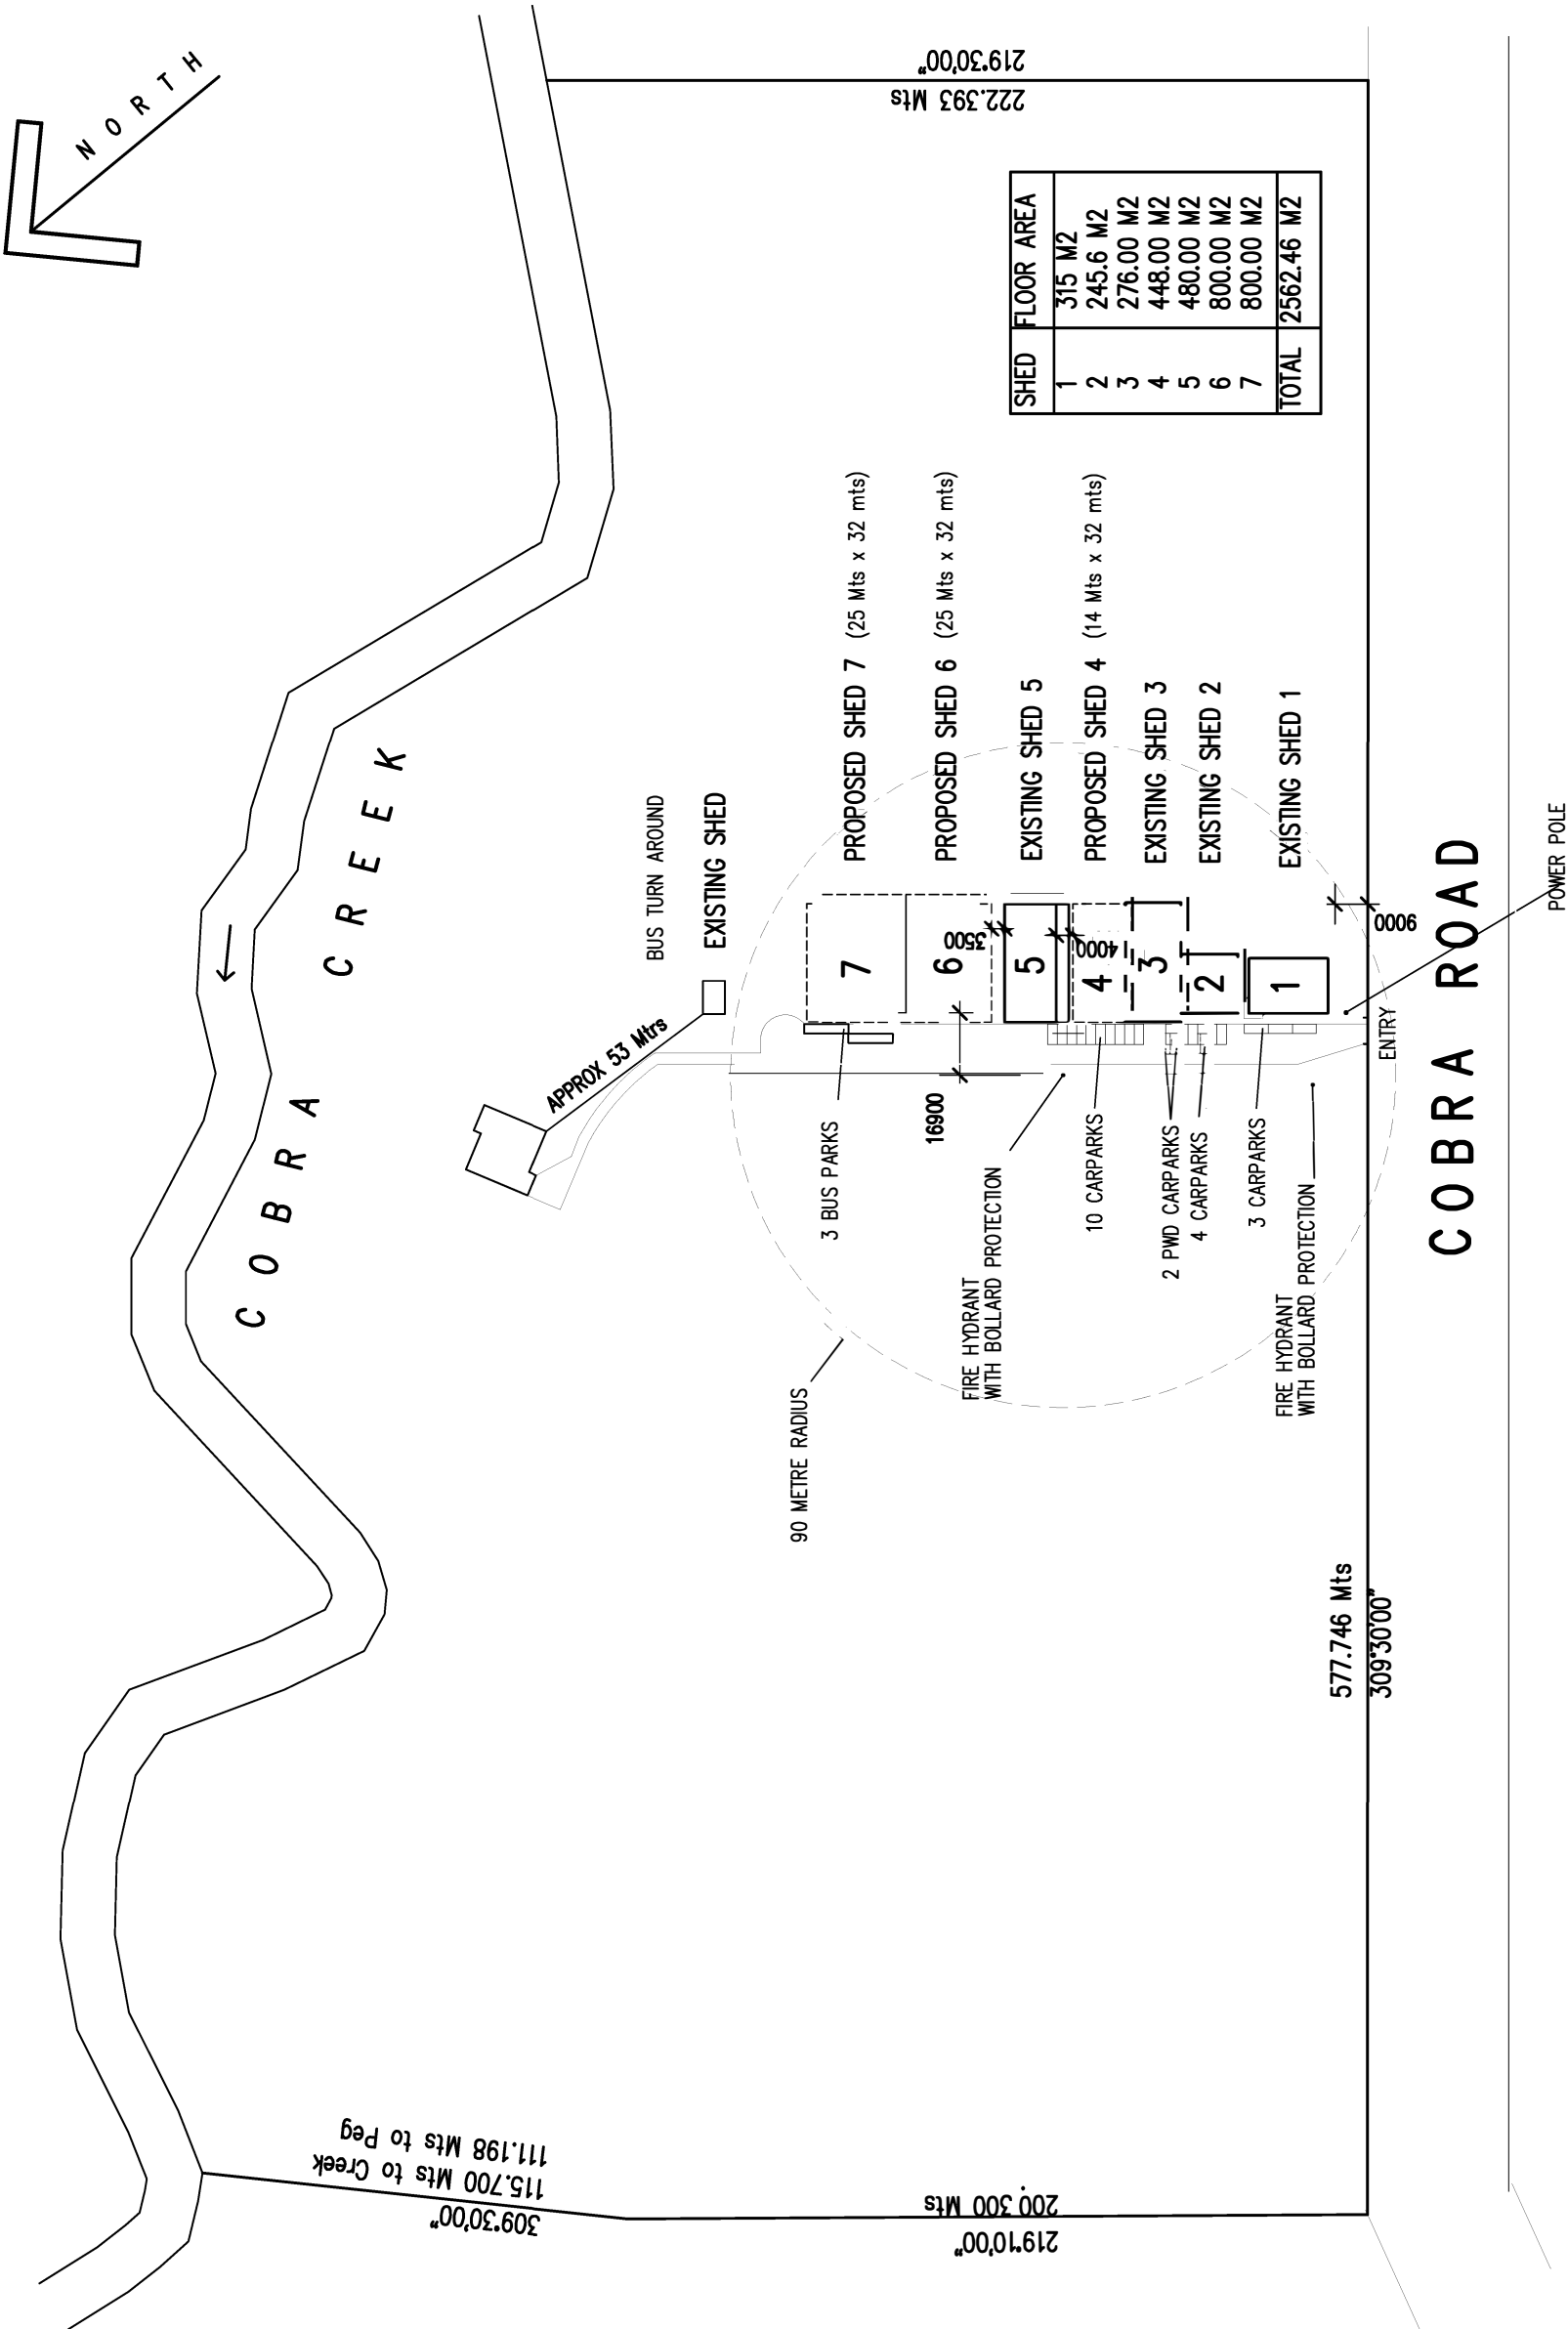 NORTH
COBRA CREEK
219°30'00"
222.393 Mts
SHED FLOOR AREA
1 315 M2
2 245.6 M2
3 276.00 M2
4 448.00 M2
5 480.00 M2
6 800.00 M2
7 800.00 M2
TOTAL 2562.46 M2
BUS TURN AROUND
EXISTING SHED
APPROX 53 Mtrs
PROPOSED SHED 7 (25 Mts x 32 mts)
PROPOSED SHED 6 (25 Mts x 32 mts)
EXISTING SHED 5
PROPOSED SHED 4 (14 Mts x 32 mts)
EXISTING SHED 3
EXISTING SHED 2
EXISTING SHED 1
7
6
3500
5
4000
4
3
2
1
9000
16900
3 BUS PARKS
FIRE HYDRANT
WITH BOLLARD PROTECTION
10 CARPARKS
2 PWD CARPARKS
4 CARPARKS
3 CARPARKS
FIRE HYDRANT
WITH BOLLARD PROTECTION
90 METRE RADIUS
ENTRY
POWER POLE
COBRA ROAD
577.746 Mts
309°30'00"
111.198 Mts to Peg
115.700 Mts to Creek
309°30'00"
200.300 Mts
219°10'00"